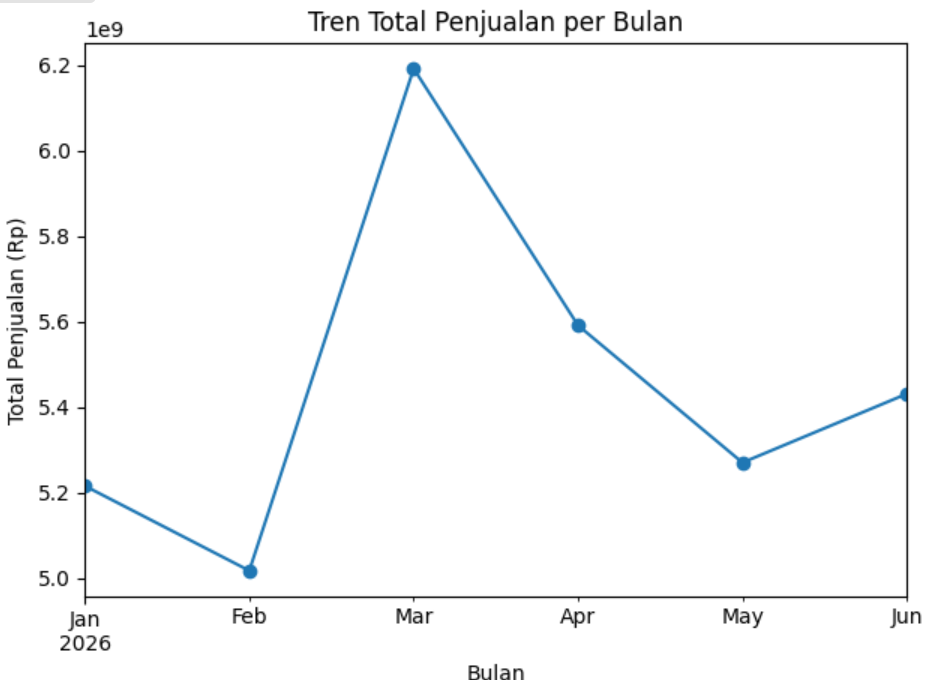 Tren Total Penjualan per Bulan
1e9
Total Penjualan (Rp)
6.2
6.0
5.8
5.6
5.4
5.2
5.0
Jan Feb Mar Apr May Jun
2026
Bulan